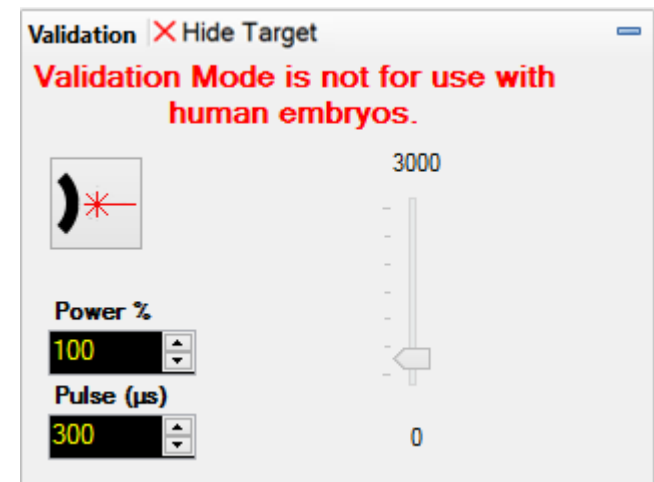 Validation Hide Target
Validation Mode is not for use with
human embryos.
3000
Power %
100
Pulse (µs)
300
0